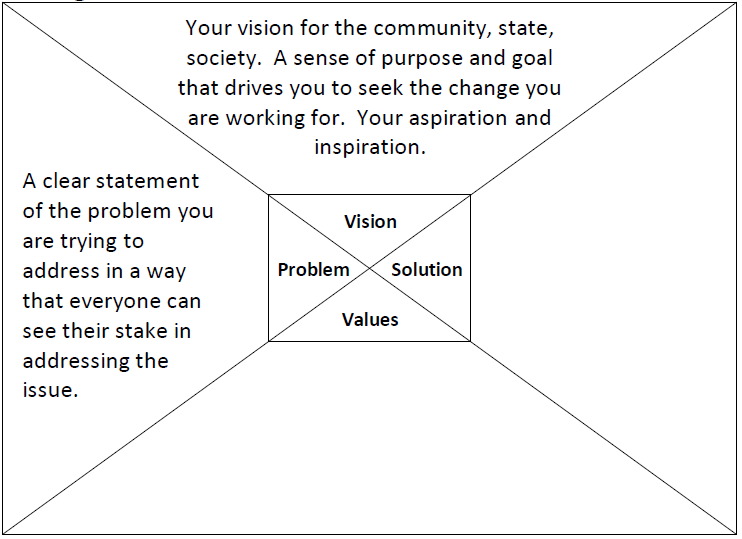 Your vision for the community, state,
society. A sense of purpose and goal
that drives you to seek the change you
are working for. Your aspiration and
inspiration.
A clear statement
of the problem you
are trying to
address in a way
that everyone can
see their stake in
addressing the
issue.
Vision
Problem
Solution
Values